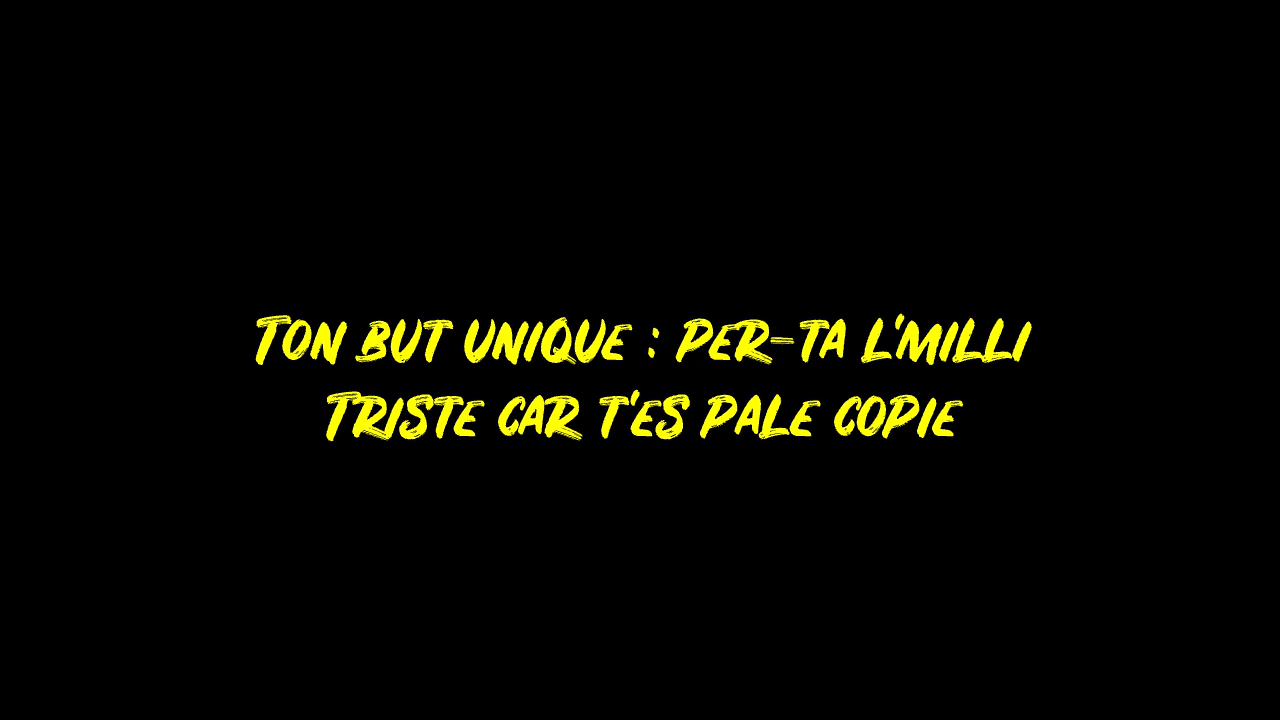 TON BUT UNIQUE : PER-TA L'MILLI
TRISTE CAR T'ES PALE COPIE